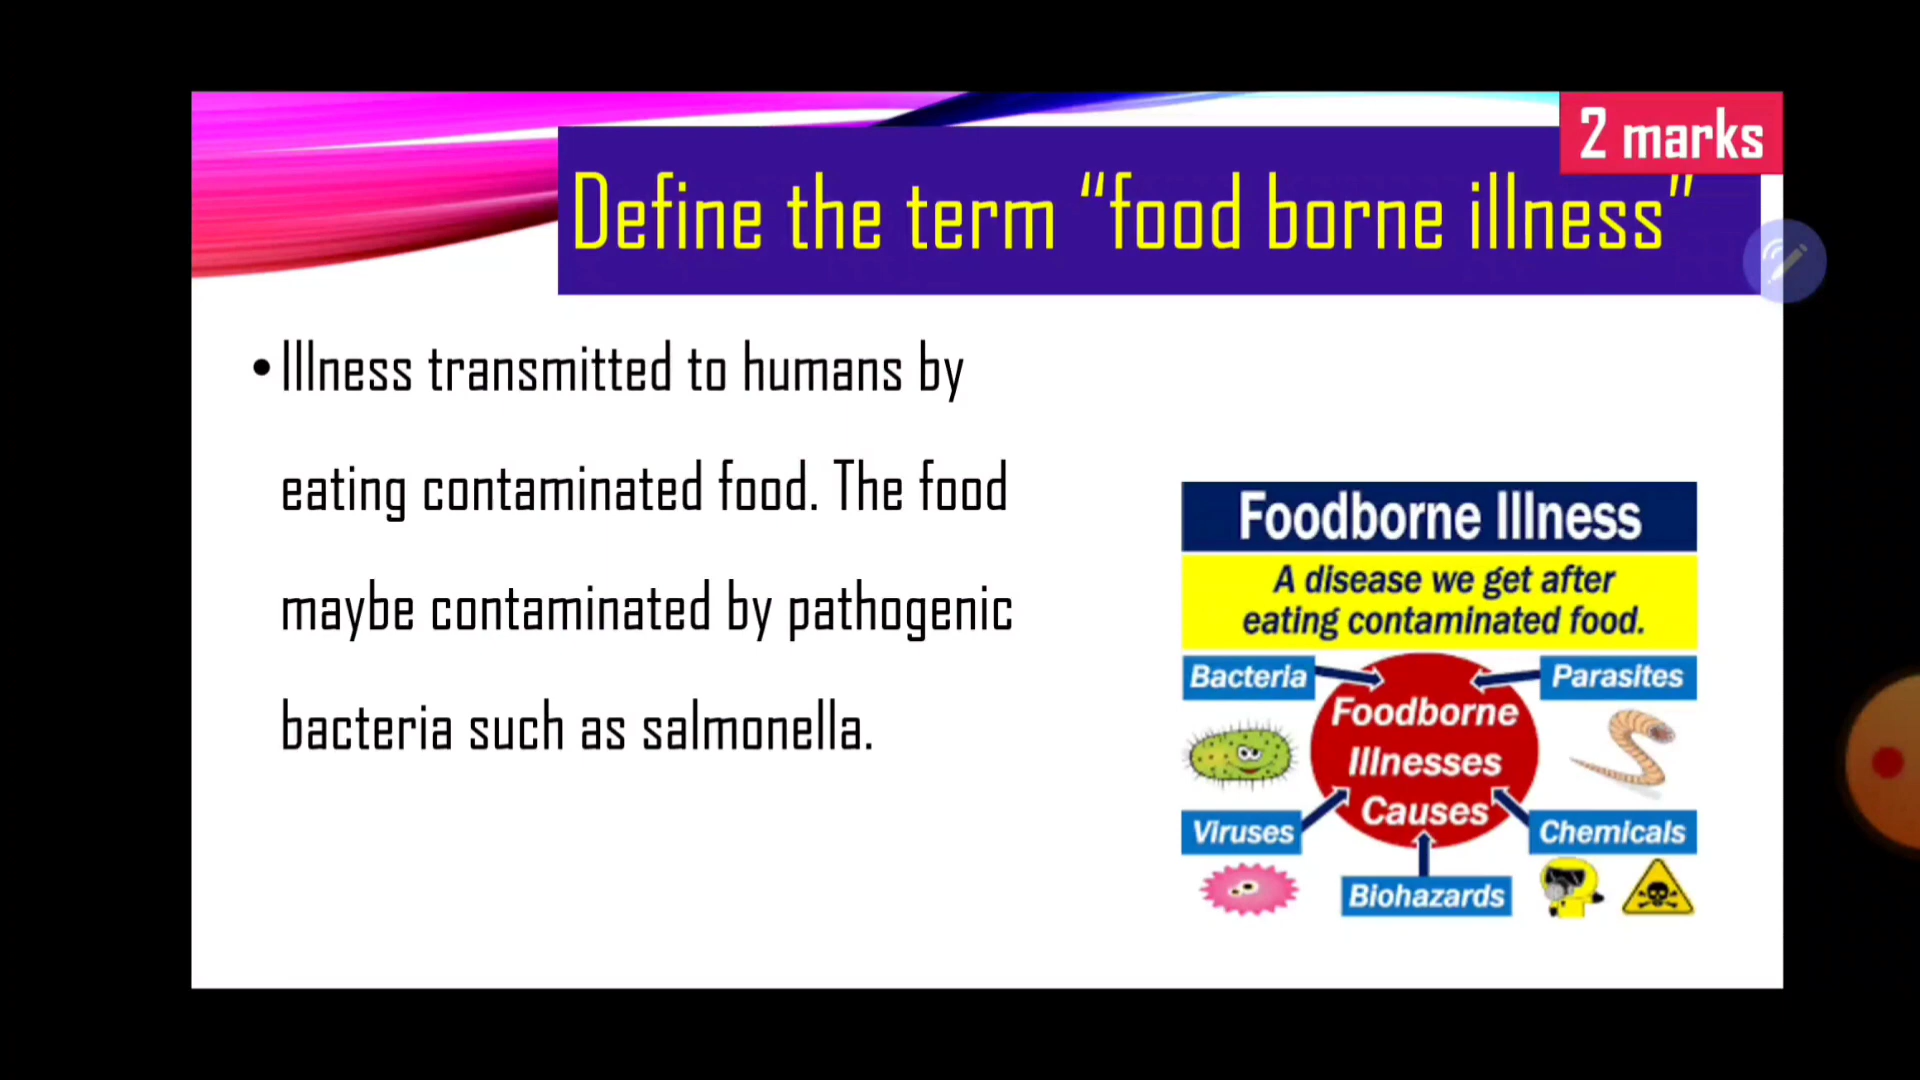 2 marks
Define the term “food borne illness”
•Illness transmitted to humans by
eating contaminated food. The food
maybe contaminated by pathogenic
bacteria such as salmonella.
Foodborne Illness
A disease we get after
eating contaminated food.
Bacteria
Parasites
Foodborne
Illnesses
Causes
Viruses
Chemicals
Biohazards